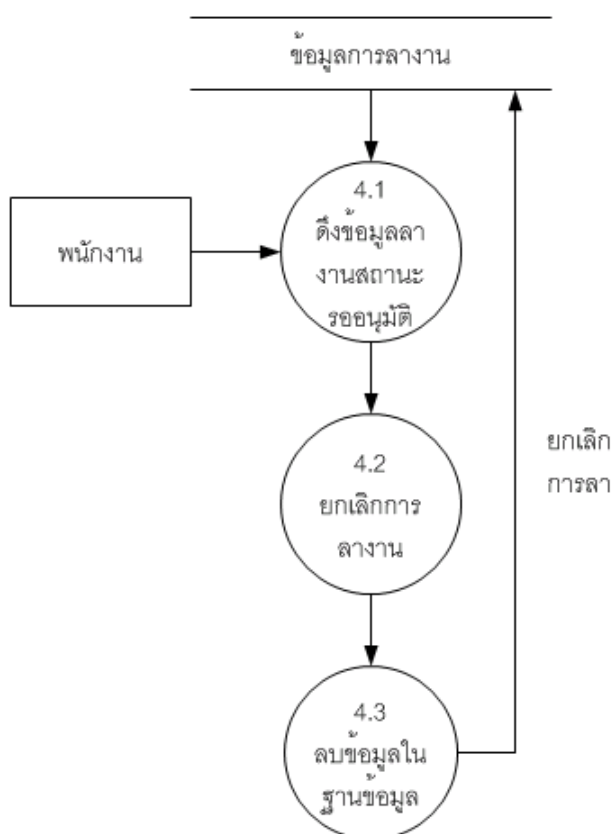 ข้อมูลการลางาน
4.1
ดึงข้อมูลลา
งานสถานะ
รออนุมัติ
พนักงาน
4.2
ยกเลิกการ
ลางาน
ยกเลิก
การลา
4.3
ลบข้อมูลใน
ฐานข้อมูล